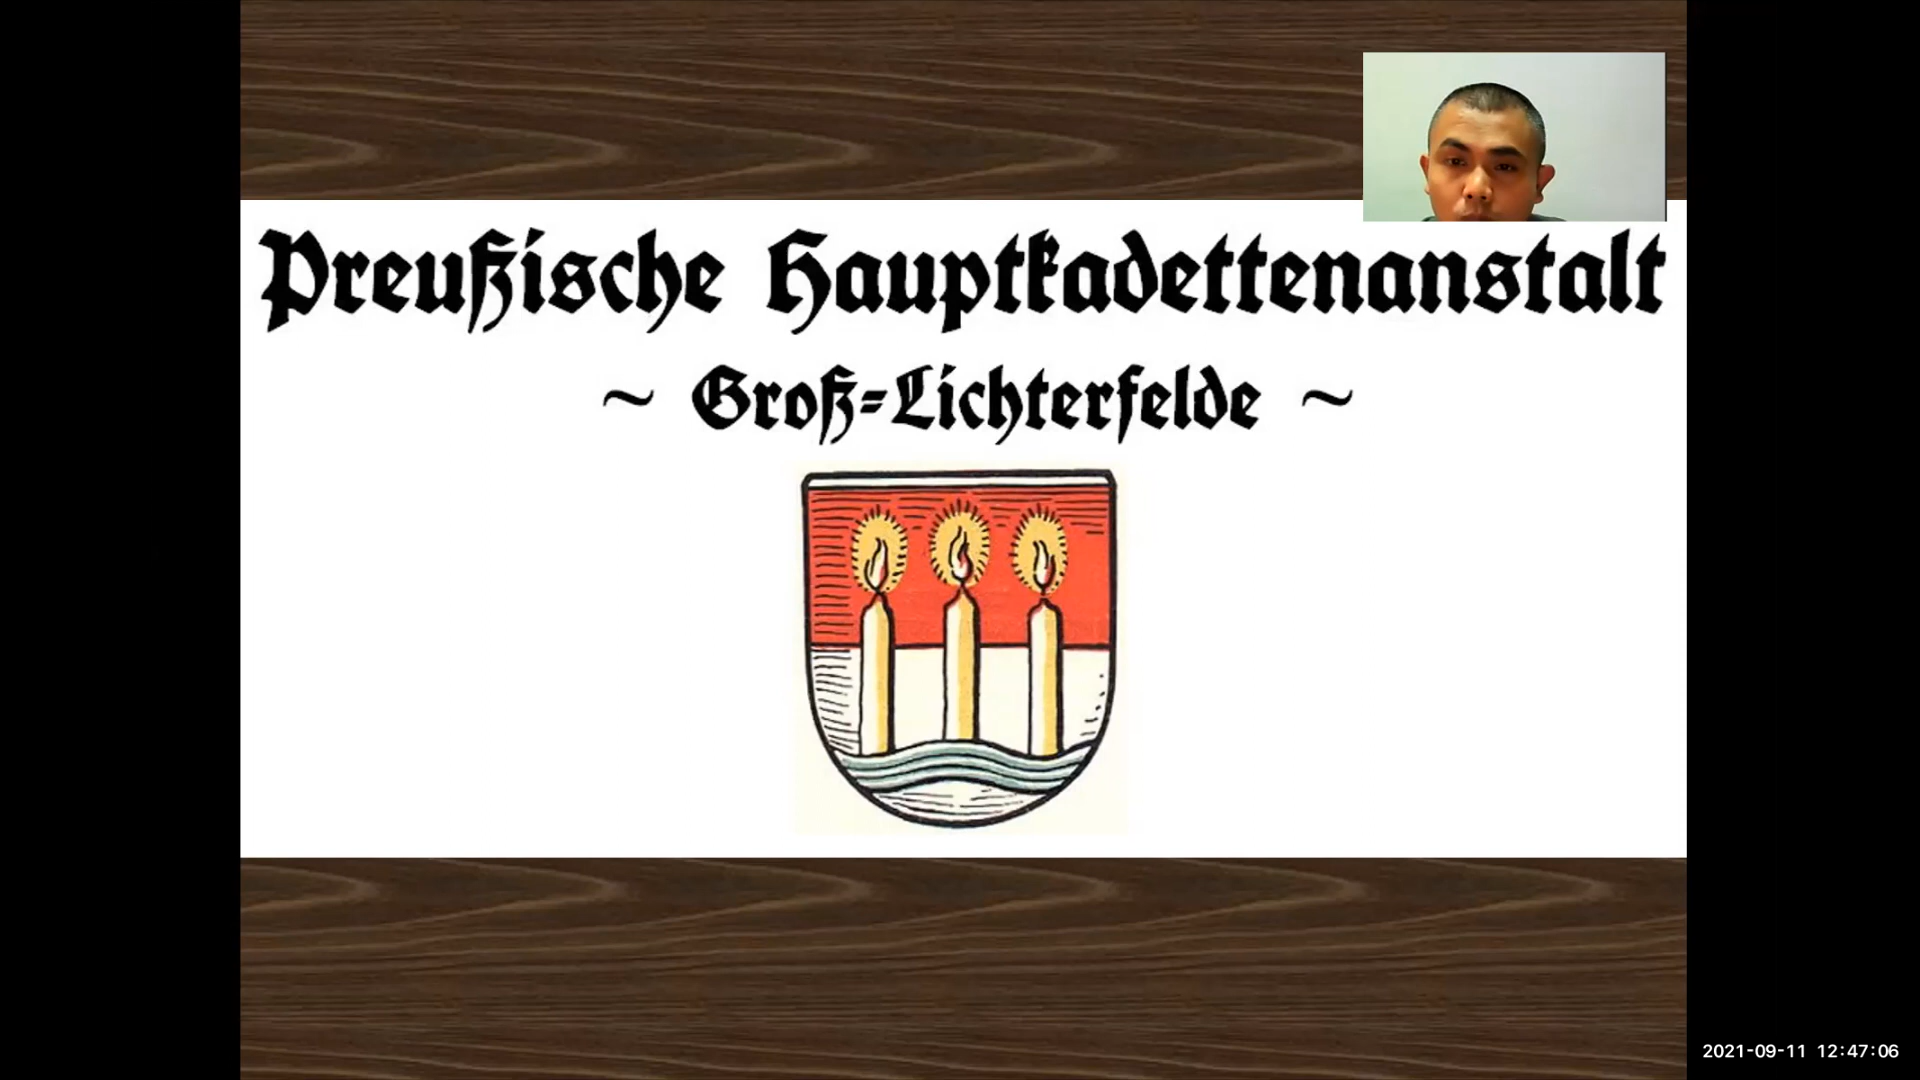 Preußische Hauptkadettenanstalt
~ Groß-Lichterfelde ~
2021-09-11 12:47:06